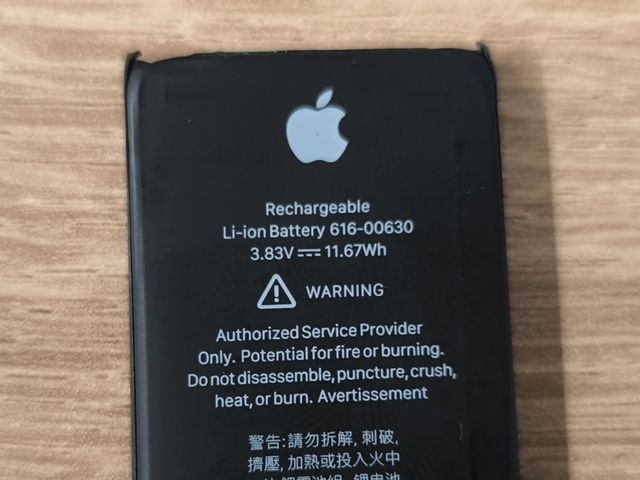 Rechargeable
Li-ion Battery 616-00630
3.83V ⎓ 11.67Wh
WARNING
Authorized Service Provider
Only. Potential for fire or burning.
Do not disassemble, puncture, crush,
heat, or burn. Avertissement
警告:請勿拆解, 刺破,
擠壓, 加熱或投入火中